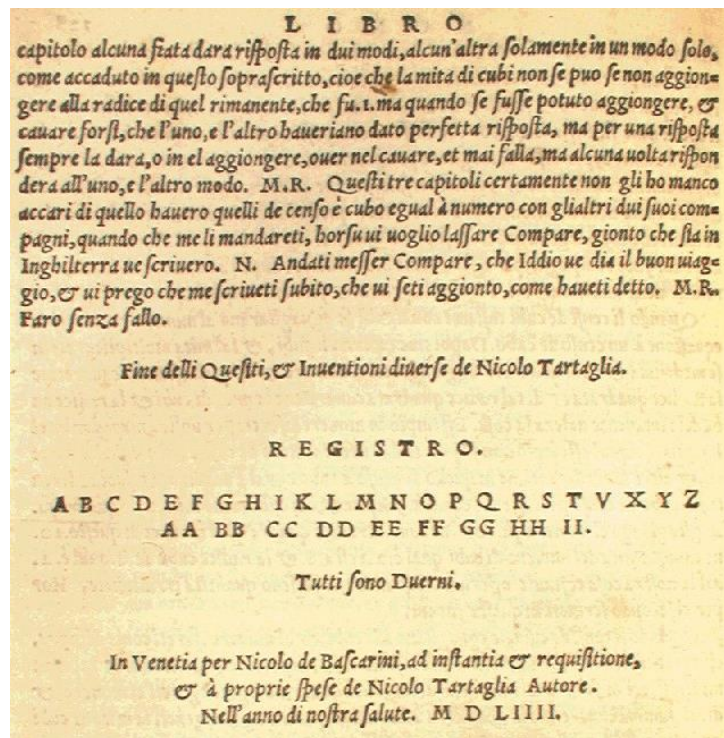 L I B R O
capitolo alcuna fiata dara rispoſta in dui modi, alcun'altra ſolamente in un modo ſolo,
come accaduto in queſto ſopraſcritto, cioe che la mita di cubi non ſe puo ſe non aggion=
gere alla radice di quel rimanente, che fu .1. ma quando ſe fuſſe potuto aggiongere, &
cauare forſi, che l'uno, e l'altro haueriano dato perfetta riſpoſta, ma per una riſpoſta
ſempre la dara, o in el aggiongere, ouer nel cauare, et mai falla, ma alcuna uolta riſpon
dera all'uno, e l'altro modo. M.R. Queſti tre capitoli certamente non gli ho manco
accari di quello hauero quelli de cenſo è cubo egual à numero con glialtri dui ſuoi com=
pagni, quando che me li mandareti, horſu ui uoglio laſſare Compare, gionto che ſia in
Inghilterra ue ſcriuero. N. Andati meſſer Compare, che Iddio ue dia il buon uiag=
gio, & ui prego che me ſcriueti ſubito, che ui ſeti aggionto, come haueti detto. M.R.
Faro ſenza fallo.
Fine delli Queſiti, & Inuentioni diuerſe de Nicolo Tartaglia.
R E G I S T R O.
A B C D E F G H I K L M N O P Q R S T V X Y Z
AA BB CC DD EE FF GG HH II.
Tutti ſono Duerni.
In Venetia per Nicolo de Baſcarini, ad inſtantia & requiſitione,
& à proprie ſpeſe de Nicolo Tartaglia Autore.
Nell'anno di noſtra ſalute. M D LIIII.